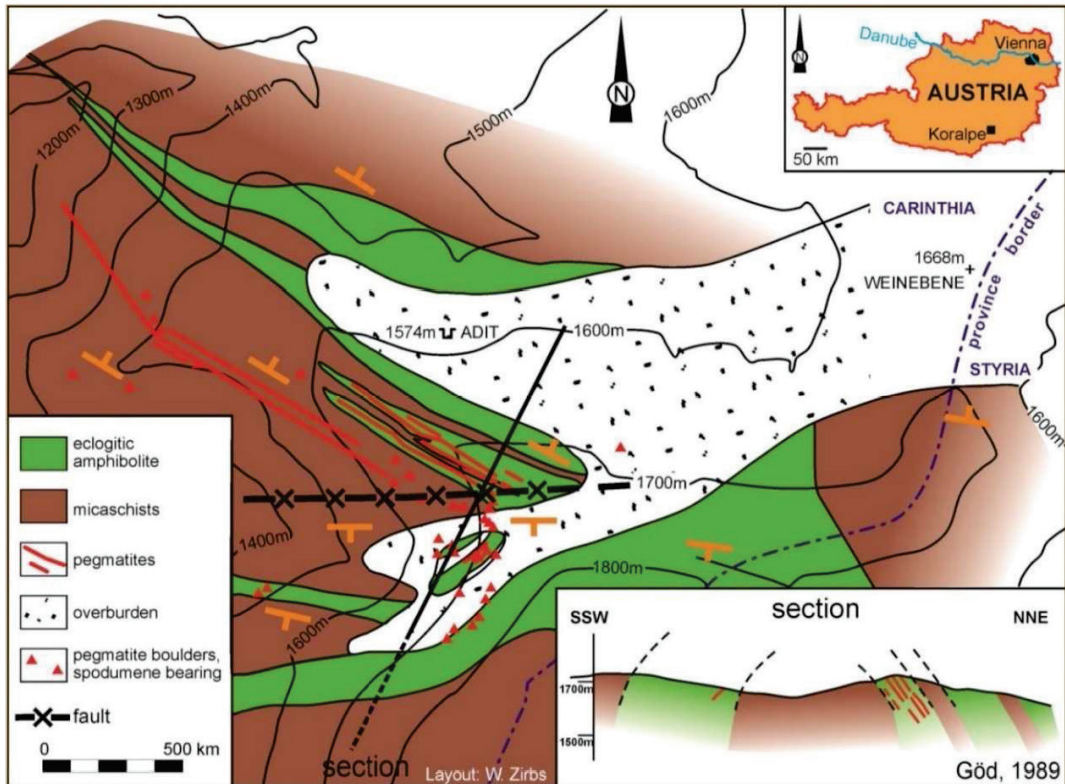 1200m
1300m
1400m
1500m
1600m
N
N
Danube
Vienna
AUSTRIA
Koralpe
50 km
CARINTHIA
1668m
WEINEBENE
province border
STYRIA
1600m
1574m
ADIT
1600m
1700m
1400m
1800m
1600m
eclogitic
amphibolite
micaschists
pegmatites
overburden
pegmatite boulders,
spodumene bearing
fault
0
500 km
section
Layout: W. Zirbs
section
SSW
NNE
1700m
1500m
Göd, 1989